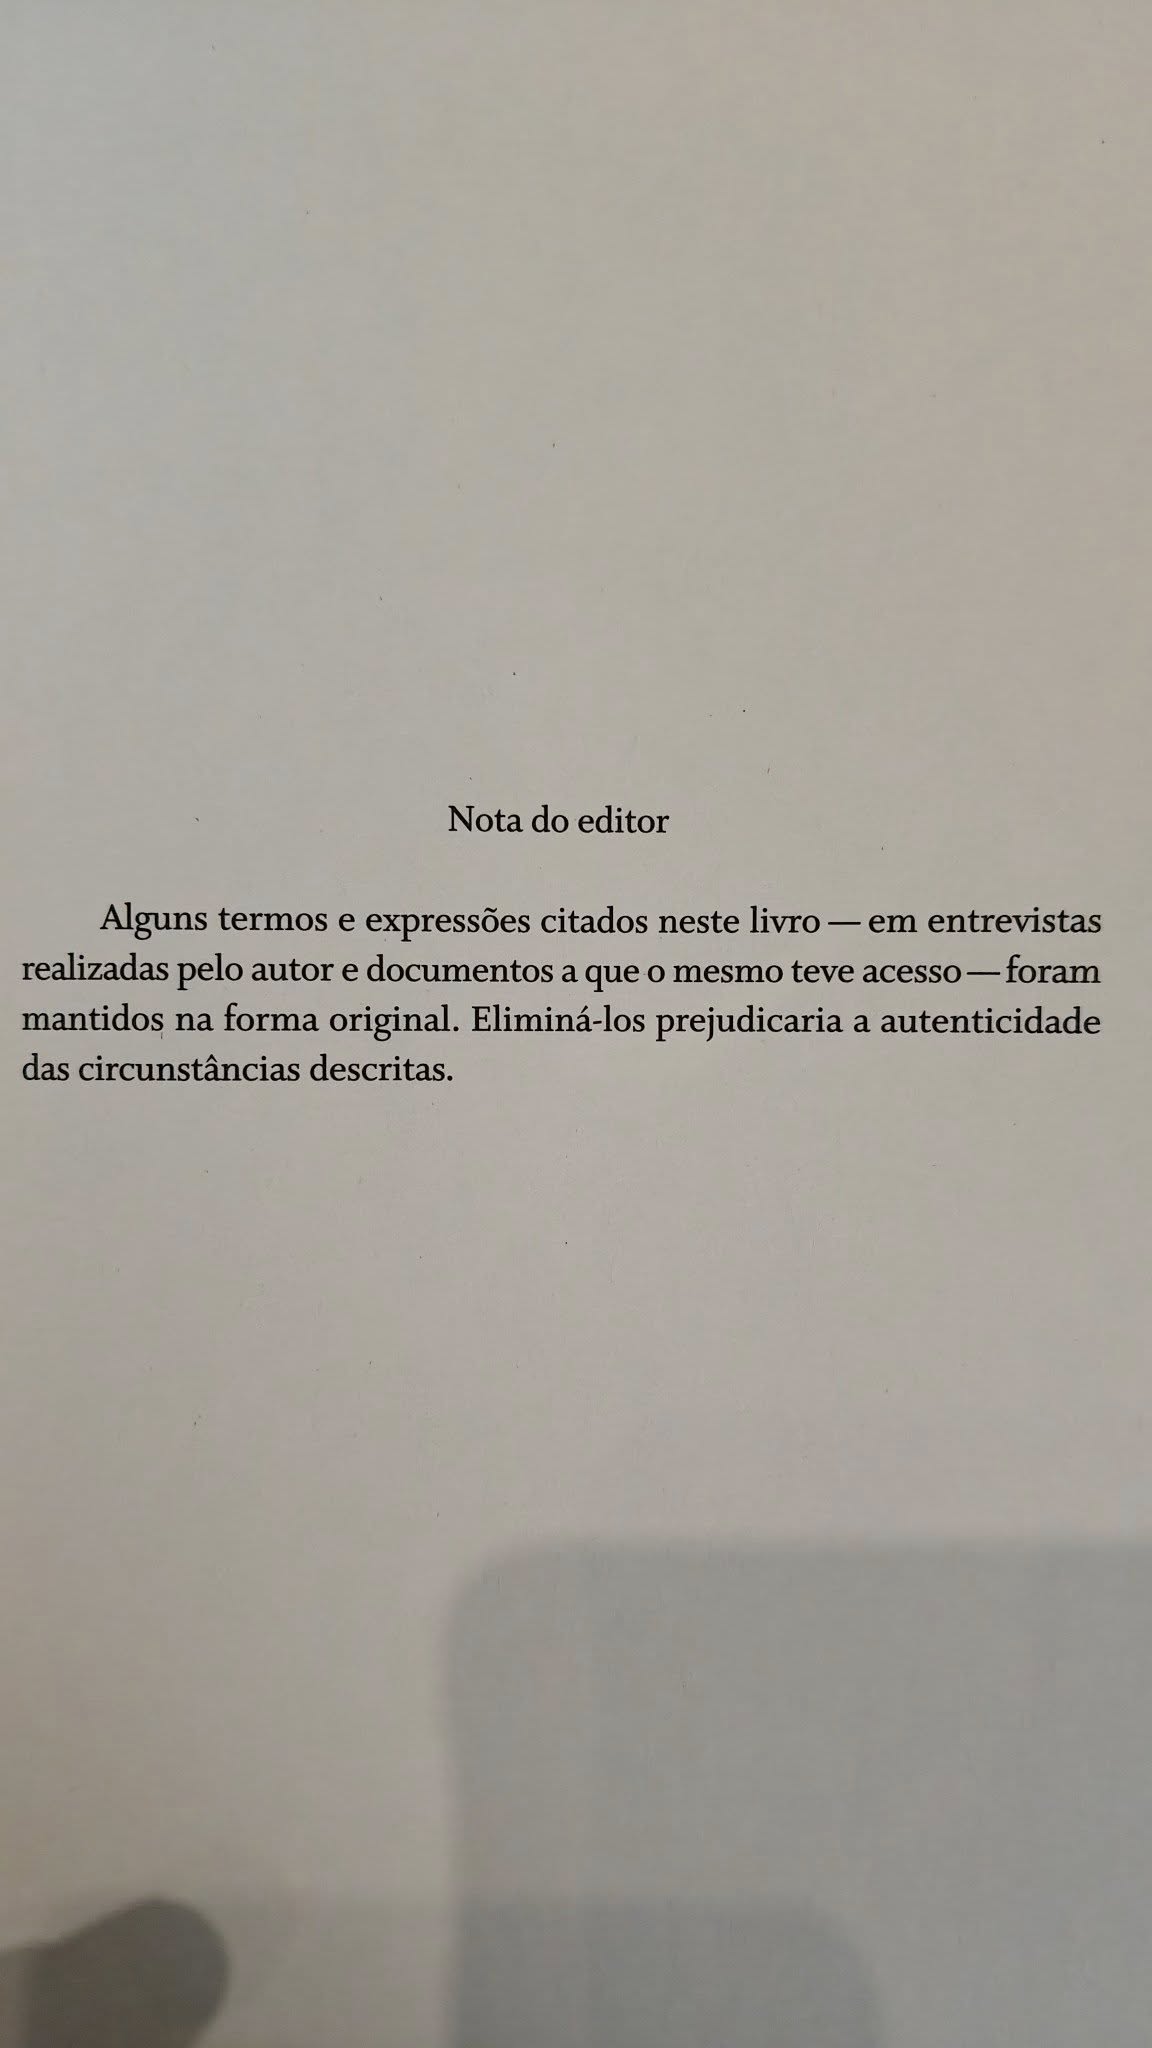 Nota do editor
Alguns termos e expressões citados neste livro — em entrevistas
realizadas pelo autor e documentos a que o mesmo teve acesso — foram
mantidos na forma original. Eliminá-los prejudicaria a autenticidade
das circunstâncias descritas.